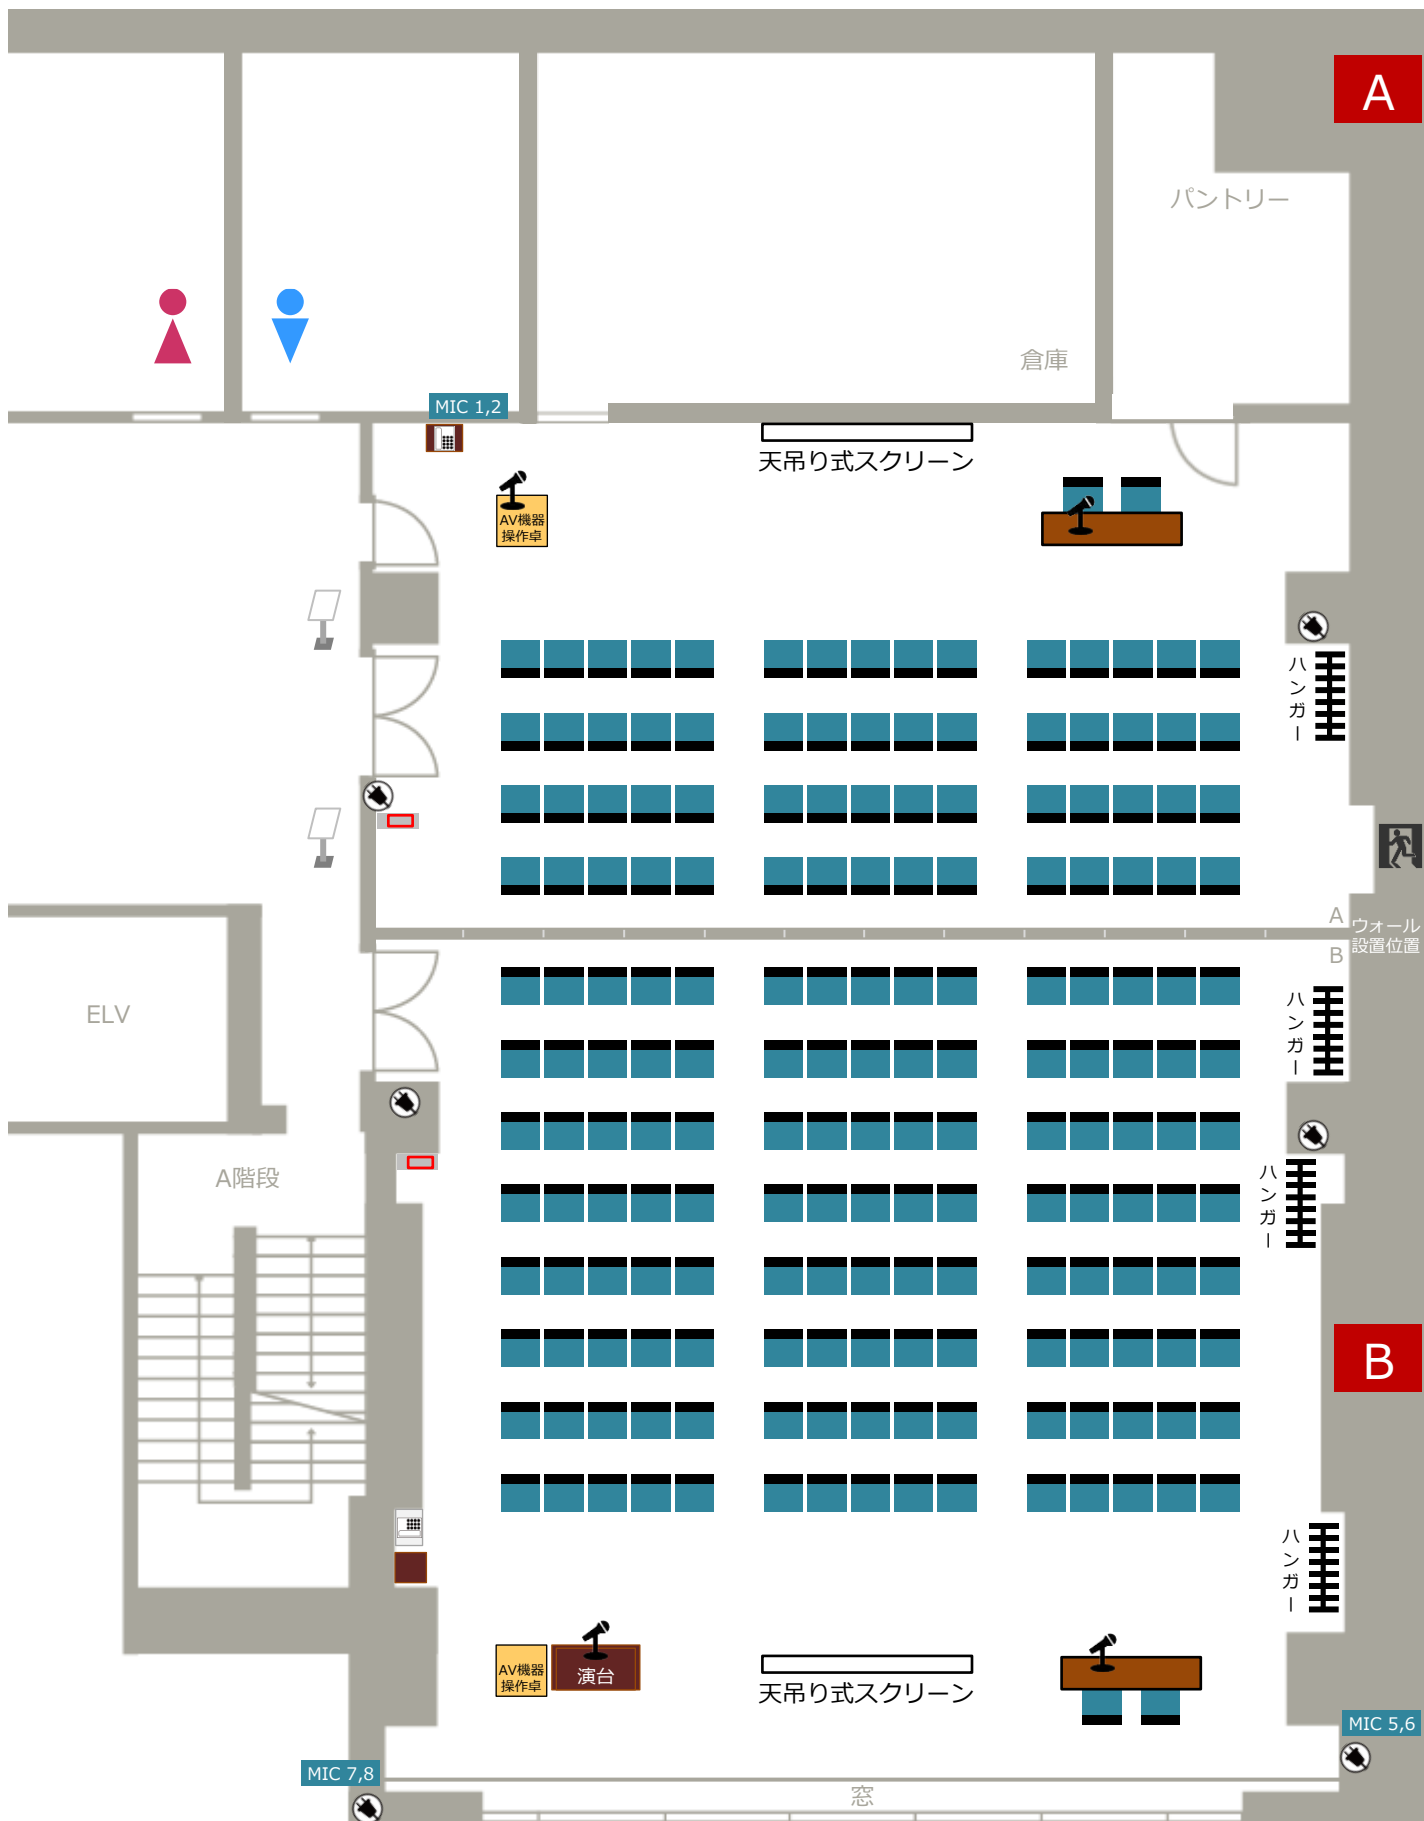 A
パントリー
倉庫
MIC 1,2
天吊り式スクリーン
AV機器
操作卓
ハンガー
A
ウォール
設置位置
B
ELV
ハンガー
A階段
ハンガー
B
ハンガー
AV機器
操作卓
演台
天吊り式スクリーン
MIC 5,6
MIC 7,8
窓